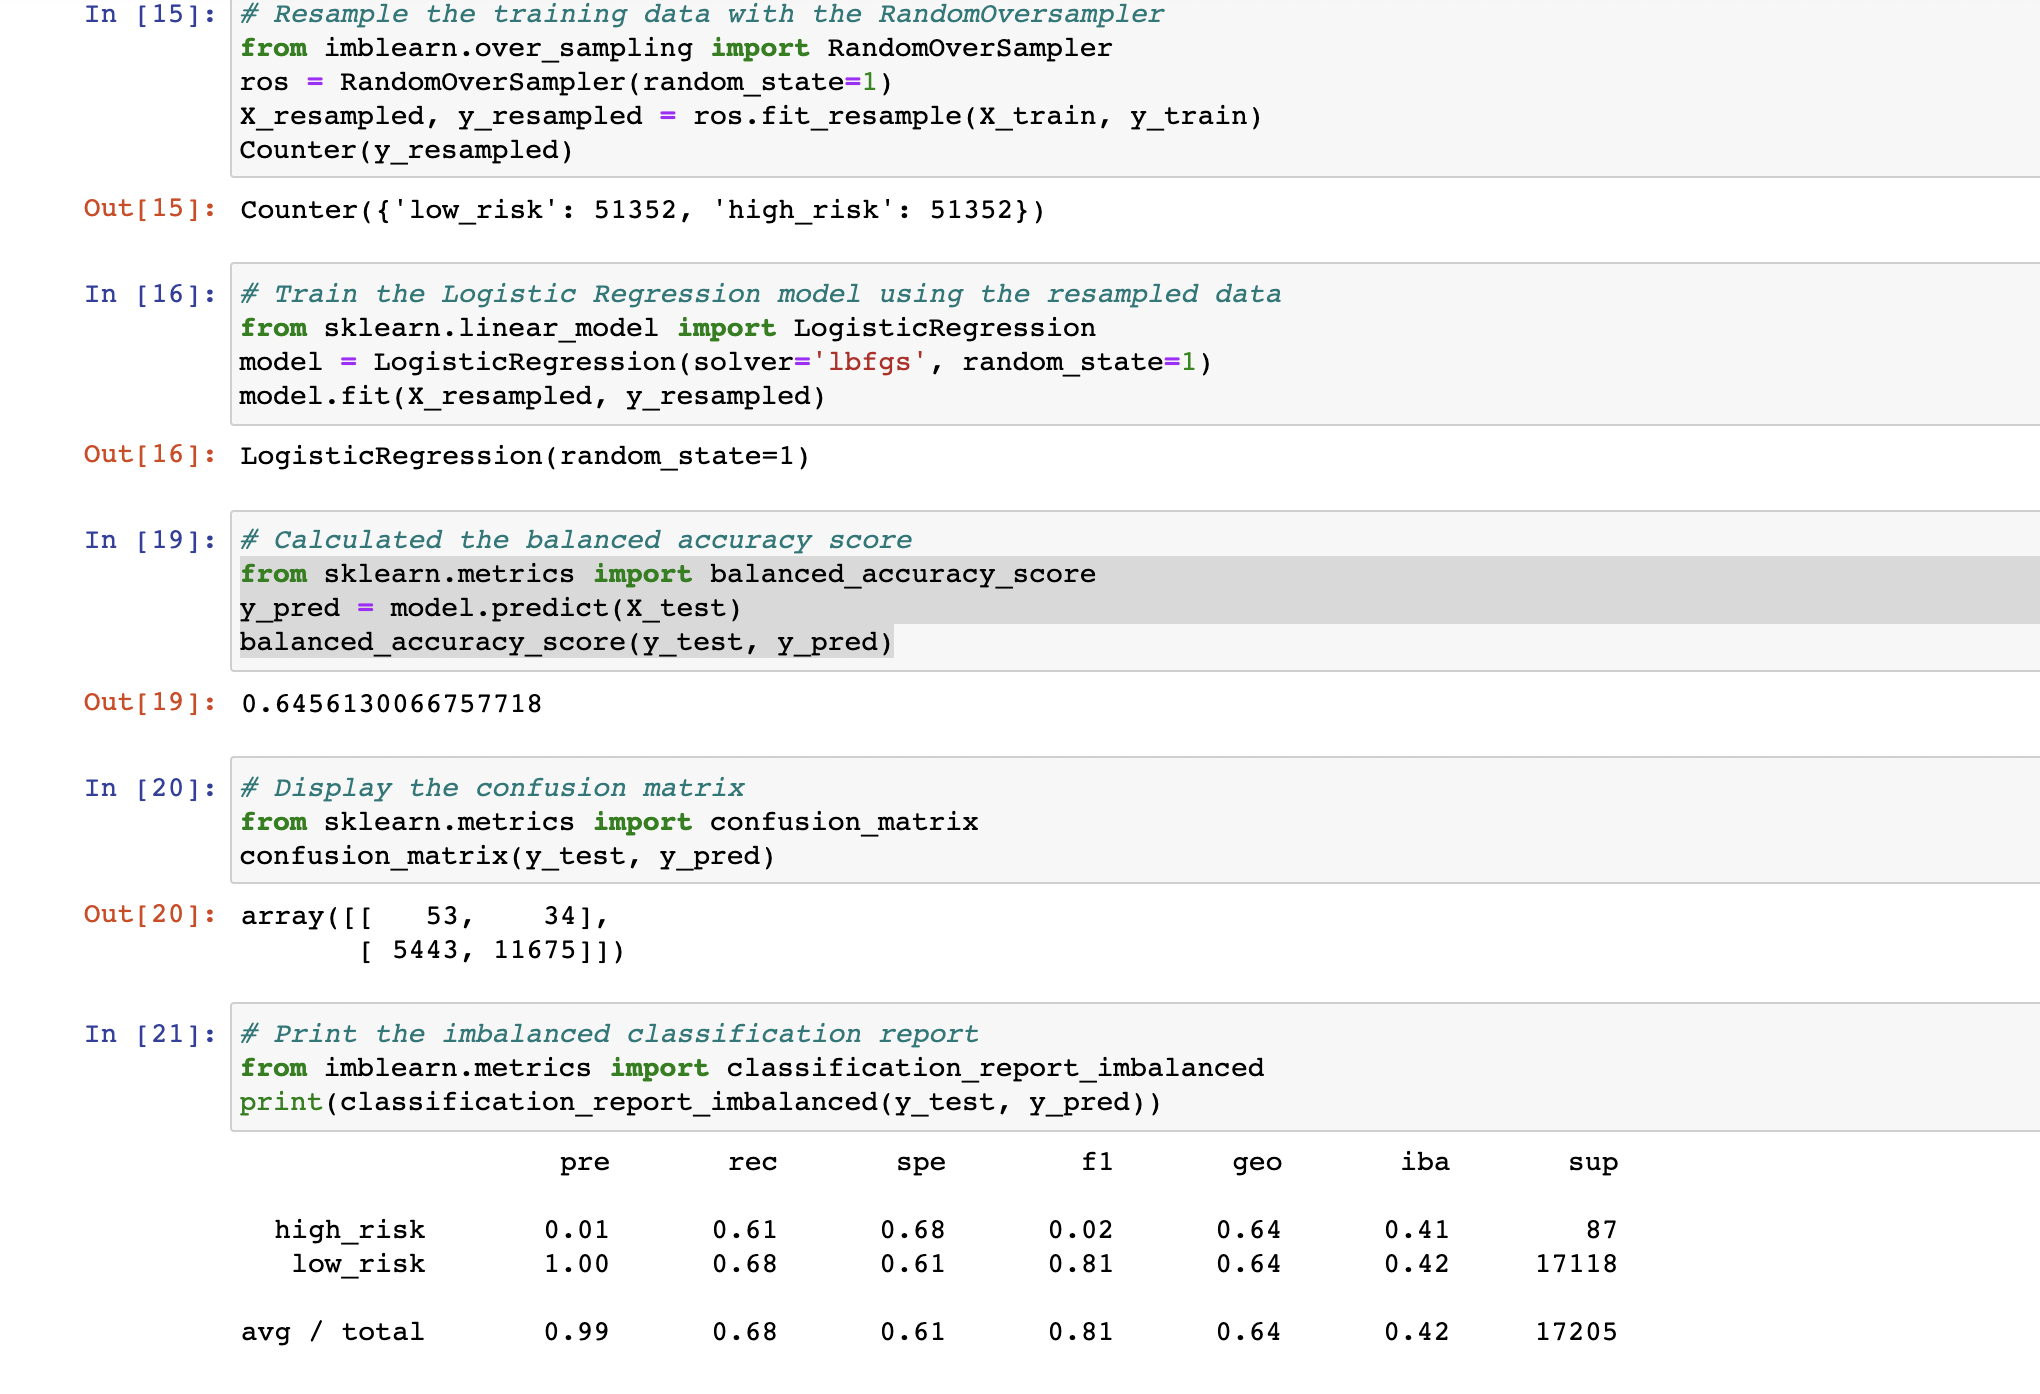 In [15]: # Resample the training data with the RandomOversampler
from imblearn.over_sampling import RandomOverSampler
ros = RandomOverSampler(random_state=1)
X_resampled, y_resampled = ros.fit_resample(X_train, y_train)
Counter(y_resampled)
Out[15]: Counter({'low_risk': 51352, 'high_risk': 51352})
In [16]: # Train the Logistic Regression model using the resampled data
from sklearn.linear_model import LogisticRegression
model = LogisticRegression(solver='lbfgs', random_state=1)
model.fit(X_resampled, y_resampled)
Out[16]: LogisticRegression(random_state=1)
In [19]: # Calculated the balanced accuracy score
from sklearn.metrics import balanced_accuracy_score
y_pred = model.predict(X_test)
balanced_accuracy_score(y_test, y_pred)
Out[19]: 0.6456130066757718
In [20]: # Display the confusion matrix
from sklearn.metrics import confusion_matrix
confusion_matrix(y_test, y_pred)
Out[20]: array([[   53,    34],
       [ 5443, 11675]])
In [21]: # Print the imbalanced classification report
from imblearn.metrics import classification_report_imbalanced
print(classification_report_imbalanced(y_test, y_pred))
pre rec spe f1 geo iba sup
high_risk 0.01 0.61 0.68 0.02 0.64 0.41 87
low_risk 1.00 0.68 0.61 0.81 0.64 0.42 17118
avg / total 0.99 0.68 0.61 0.81 0.64 0.42 17205